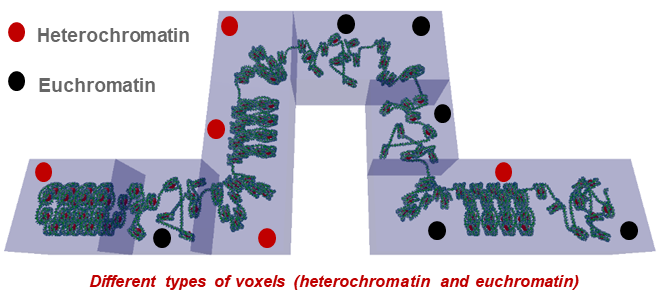 Heterochromatin
Euchromatin
Different types of voxels (heterochromatin and euchromatin)